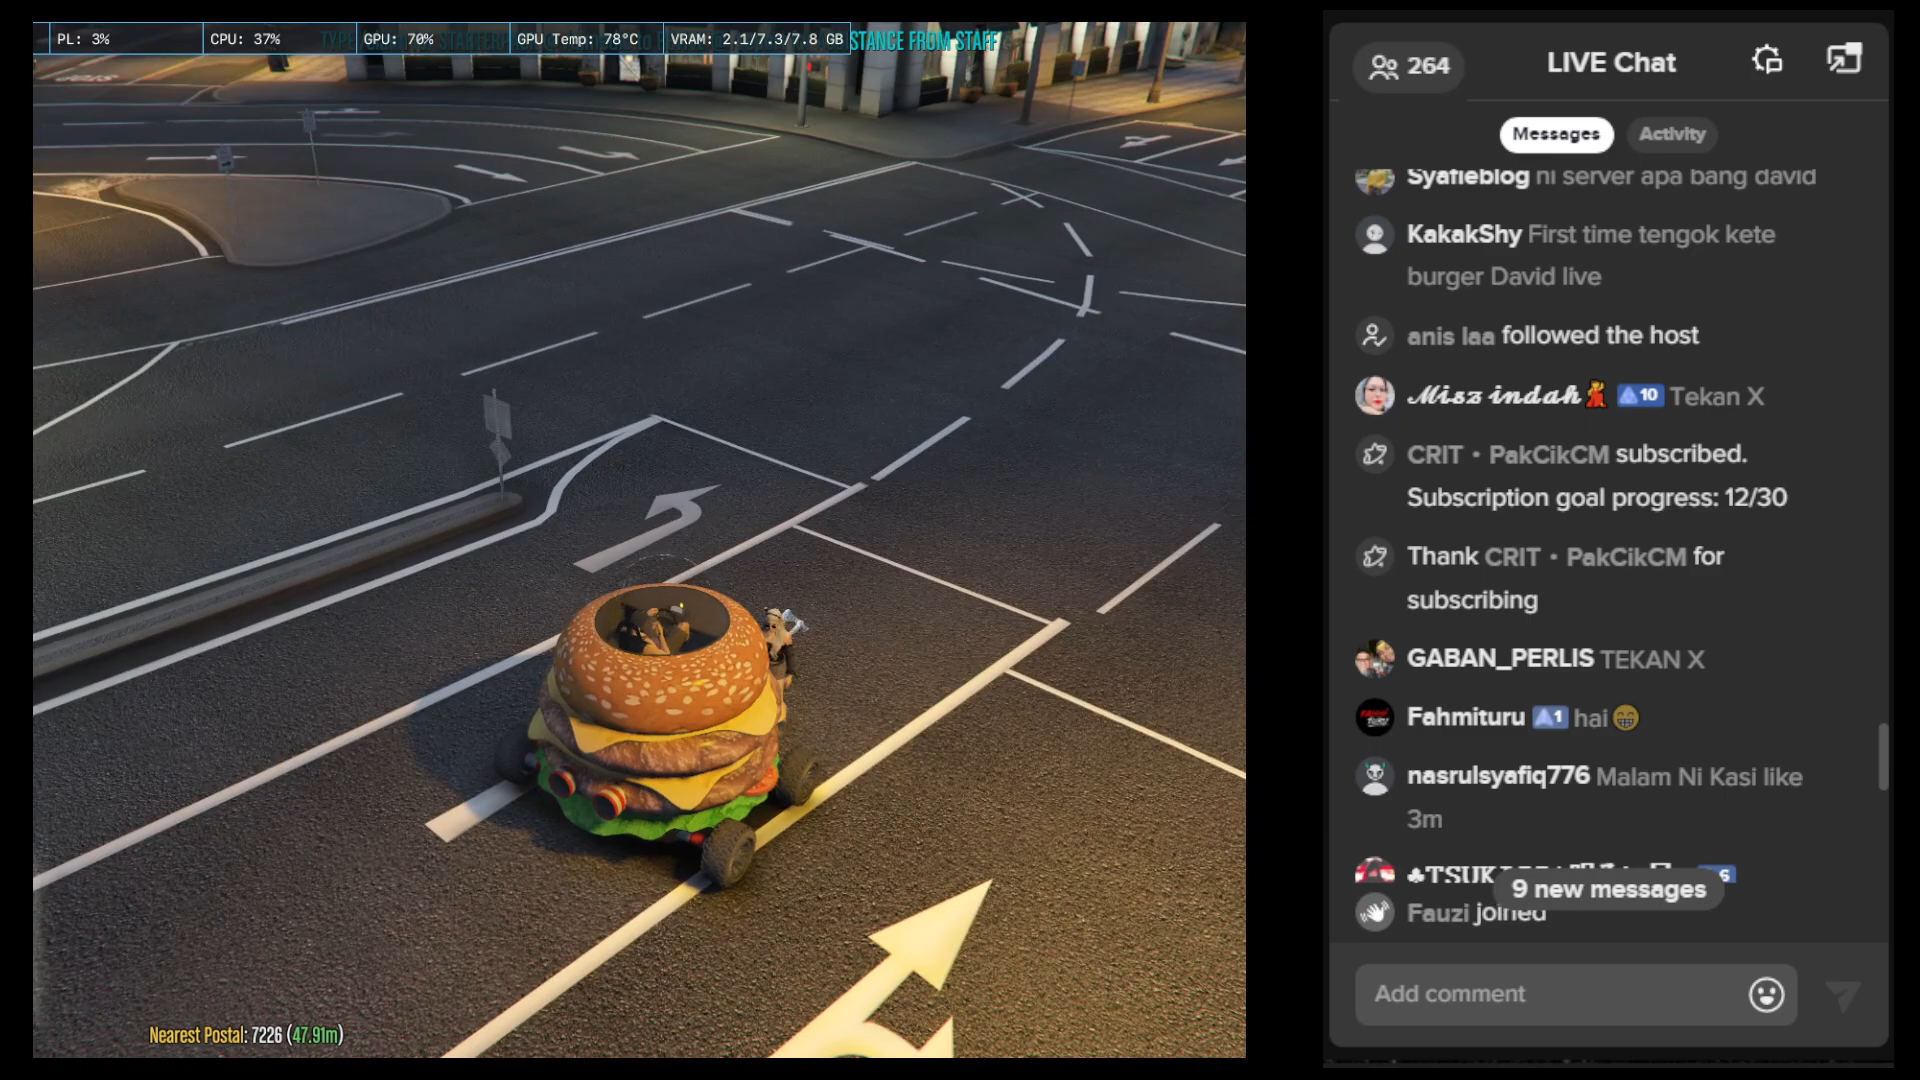 PL: 3%
CPU: 37%
GPU: 70%
GPU Temp: 78°C
VRAM: 2.1/7.3/7.8 GB
STANCE FROM STAFF
Nearest Postal: 7226 (47.91m)
264
LIVE Chat
Messages
Activity
Syafieblog ni server apa bang david
KakakShy First time tengok kete
burger David live
anis laa followed the host
Misz indah💃 10 Tekan X
CRIT • PakCikCM subscribed.
Subscription goal progress: 12/30
Thank CRIT • PakCikCM for
subscribing
GABAN_PERLIS TEKAN X
Fahmituru 1 hai😁
nasrulsyafiq776 Malam Ni Kasi like
3m
9 new messages
Fauzi joined
Add comment